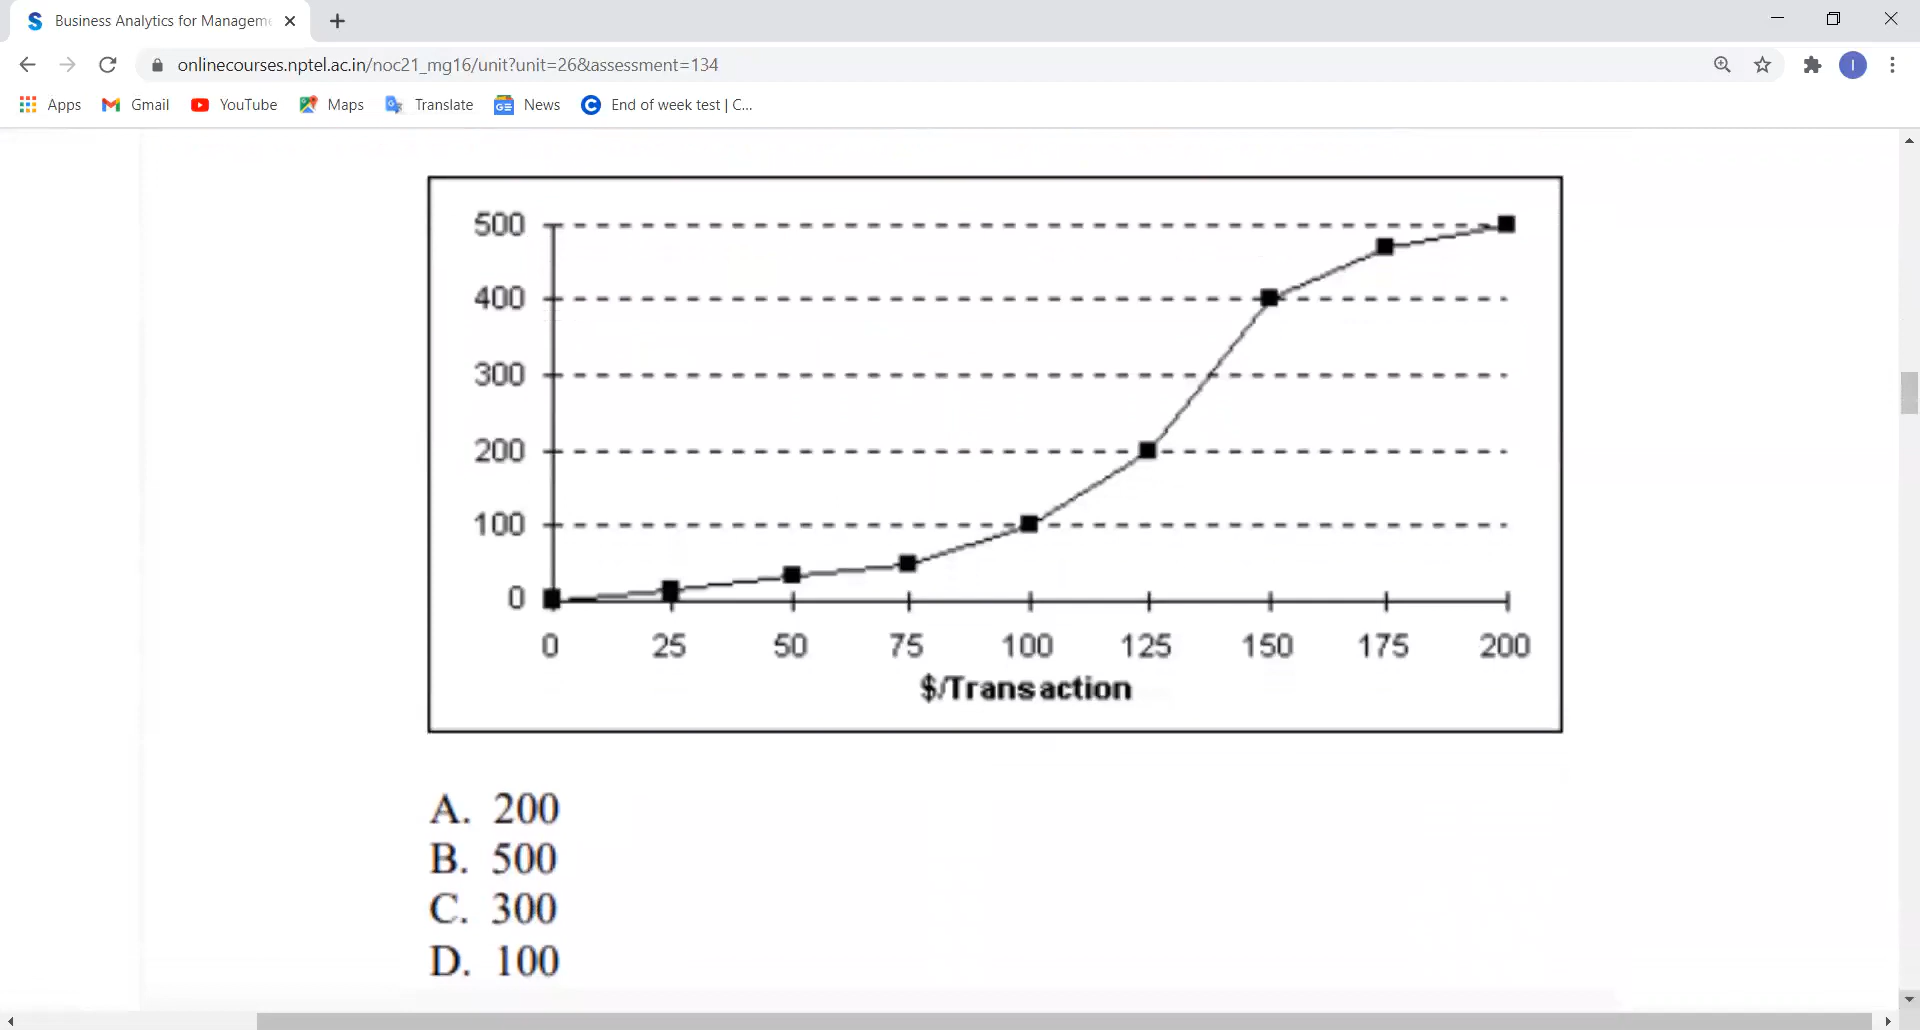 Business Analytics for Managem
onlinecourses.nptel.ac.in/noc21_mg16/unit?unit=26&assessment=134
I
Apps Gmail YouTube Maps Translate News End of week test | C...
500
400
300
200
100
0
0 25 50 75 100 125 150 175 200
$/Transaction
A. 200
B. 500
C. 300
D. 100